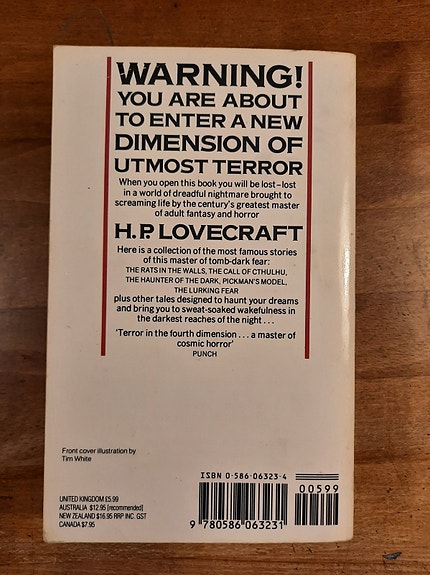 WARNING!
YOU ARE ABOUT
TO ENTER A NEW
DIMENSION OF
UTMOST TERROR
When you open this book you will be lost–lost
in a world of dreadful nightmare brought to
screaming life by the century's greatest master
of adult fantasy and horror
H.P. LOVECRAFT
Here is a collection of the most famous stories
of this master of tomb-dark fear:
THE RATS IN THE WALLS, THE CALL OF CTHULHU,
THE HAUNTER OF THE DARK, PICKMAN'S MODEL,
THE LURKING FEAR
plus other tales designed to haunt your dreams
and bring you to sweat-soaked wakefulness in
the darkest reaches of the night . . .
'Terror in the fourth dimension . . . a master of
cosmic horror'
PUNCH
Front cover illustration by
Tim White
ISBN 0-586-06323-4
00599
UNITED KINGDOM £5.99
AUSTRALIA $12.95 (recommended)
NEW ZEALAND $16.95 RRP INC. GST
CANADA $7.95
9 780586 063231